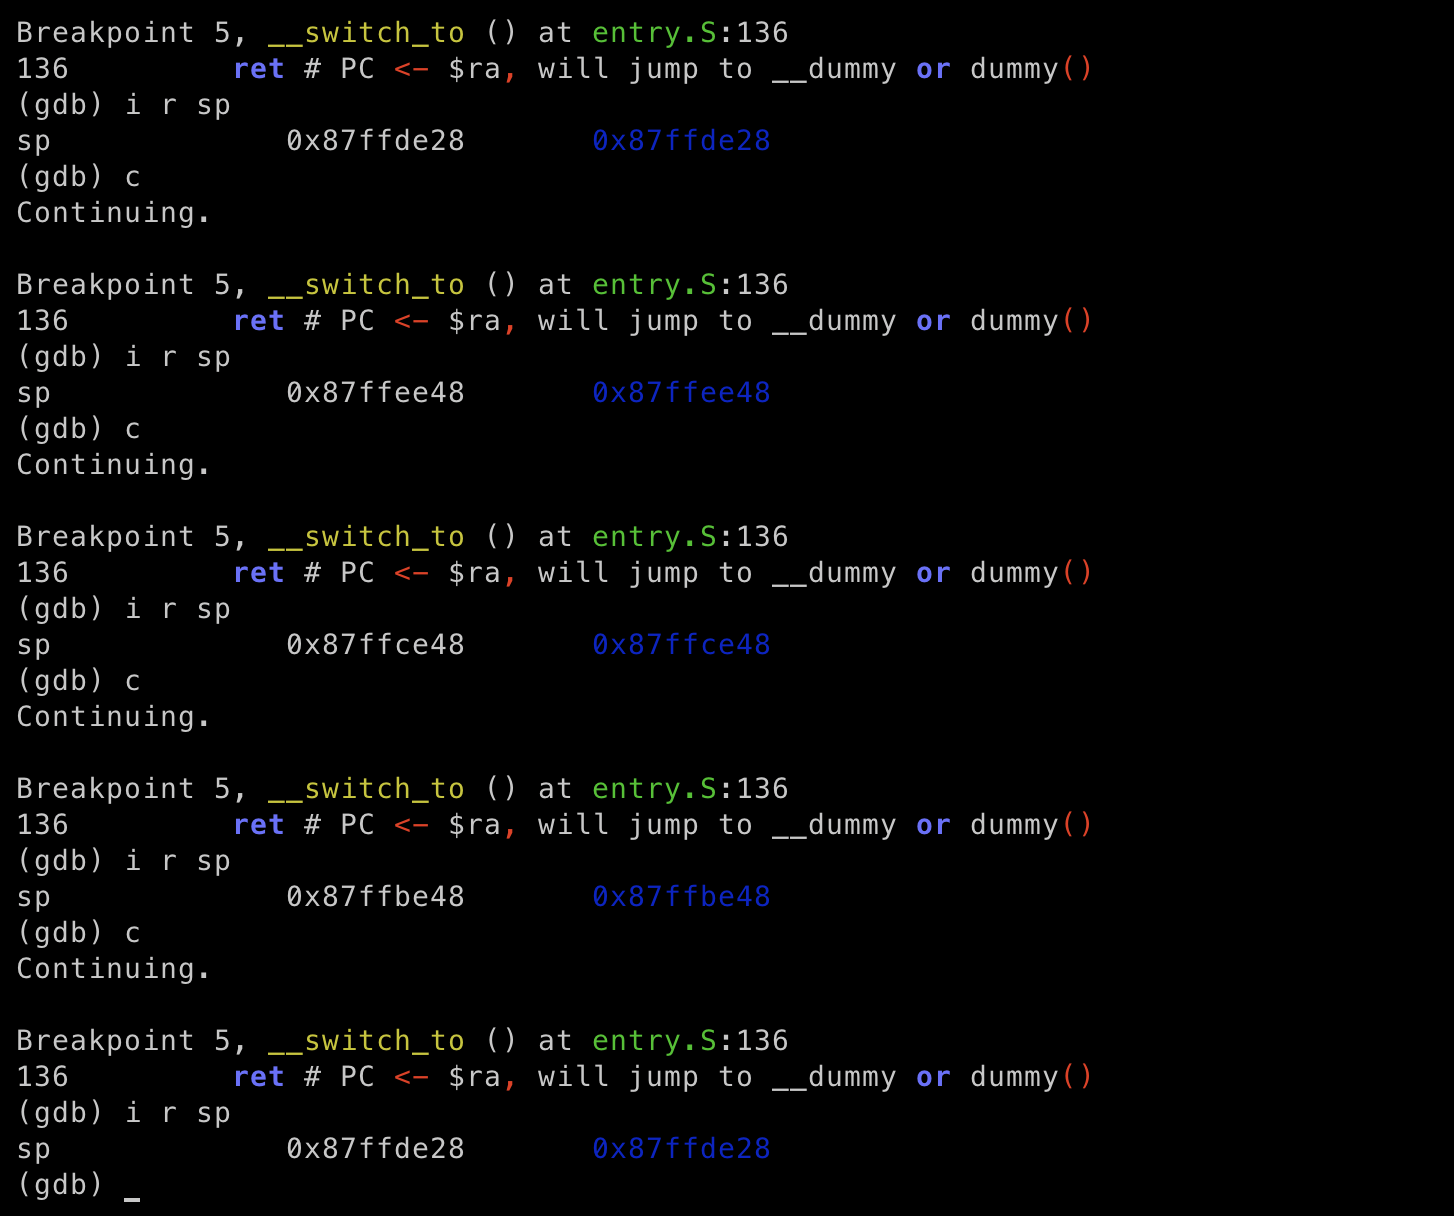 Breakpoint 5, __switch_to () at entry.S:136
136         ret # PC <- $ra, will jump to __dummy or dummy()
(gdb) i r sp
sp             0x87ffde28       0x87ffde28
(gdb) c
Continuing.

Breakpoint 5, __switch_to () at entry.S:136
136         ret # PC <- $ra, will jump to __dummy or dummy()
(gdb) i r sp
sp             0x87ffee48       0x87ffee48
(gdb) c
Continuing.

Breakpoint 5, __switch_to () at entry.S:136
136         ret # PC <- $ra, will jump to __dummy or dummy()
(gdb) i r sp
sp             0x87ffce48       0x87ffce48
(gdb) c
Continuing.

Breakpoint 5, __switch_to () at entry.S:136
136         ret # PC <- $ra, will jump to __dummy or dummy()
(gdb) i r sp
sp             0x87ffbe48       0x87ffbe48
(gdb) c
Continuing.

Breakpoint 5, __switch_to () at entry.S:136
136         ret # PC <- $ra, will jump to __dummy or dummy()
(gdb) i r sp
sp             0x87ffde28       0x87ffde28
(gdb) _